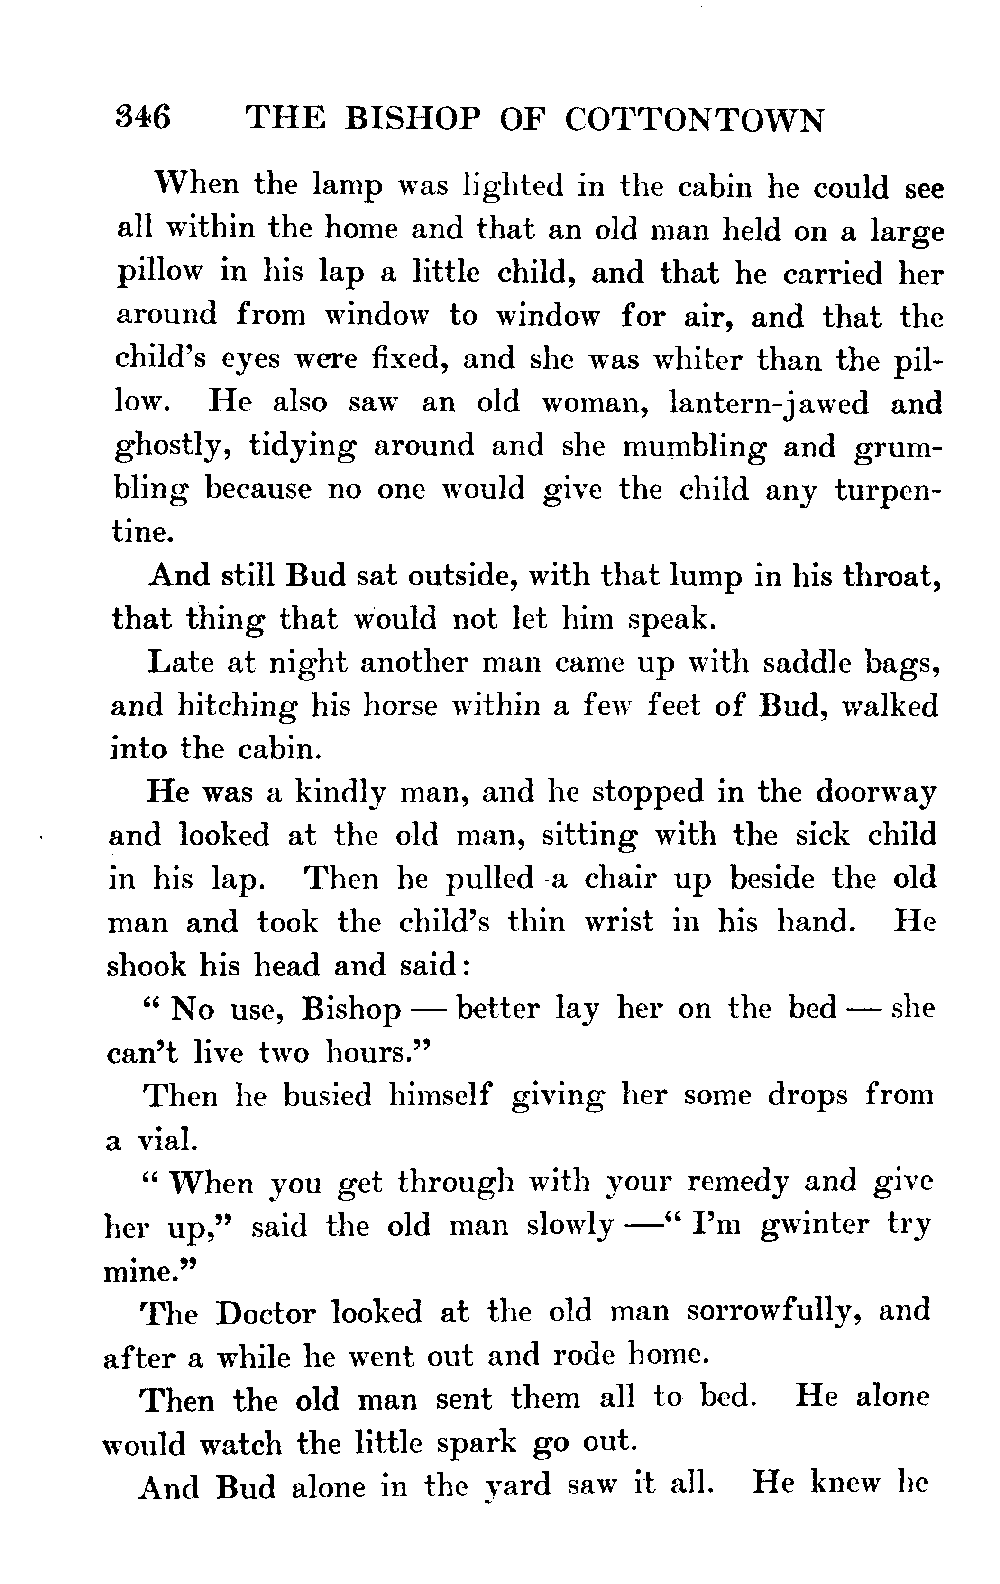 346 THE BISHOP OF COTTONTOWN
When the lamp was lighted in the cabin he could see
all within the home and that an old man held on a large
pillow in his lap a little child, and that he carried her
around from window to window for air, and that the
child's eyes were fixed, and she was whiter than the pil-
low. He also saw an old woman, lantern-jawed and
ghostly, tidying around and she mumbling and grum-
bling because no one would give the child any turpen-
tine.
And still Bud sat outside, with that lump in his throat,
that thing that would not let him speak.
Late at night another man came up with saddle bags,
and hitching his horse within a few feet of Bud, walked
into the cabin.
He was a kindly man, and he stopped in the doorway
and looked at the old man, sitting with the sick child
in his lap. Then he pulled a chair up beside the old
man and took the child's thin wrist in his hand. He
shook his head and said:
" No use, Bishop — better lay her on the bed — she
can't live two hours."
Then he busied himself giving her some drops from
a vial.
" When you get through with your remedy and give
her up," said the old man slowly —" I'm gwinter try
mine."
The Doctor looked at the old man sorrowfully, and
after a while he went out and rode home.
Then the old man sent them all to bed. He alone
would watch the little spark go out.
And Bud alone in the yard saw it all. He knew he